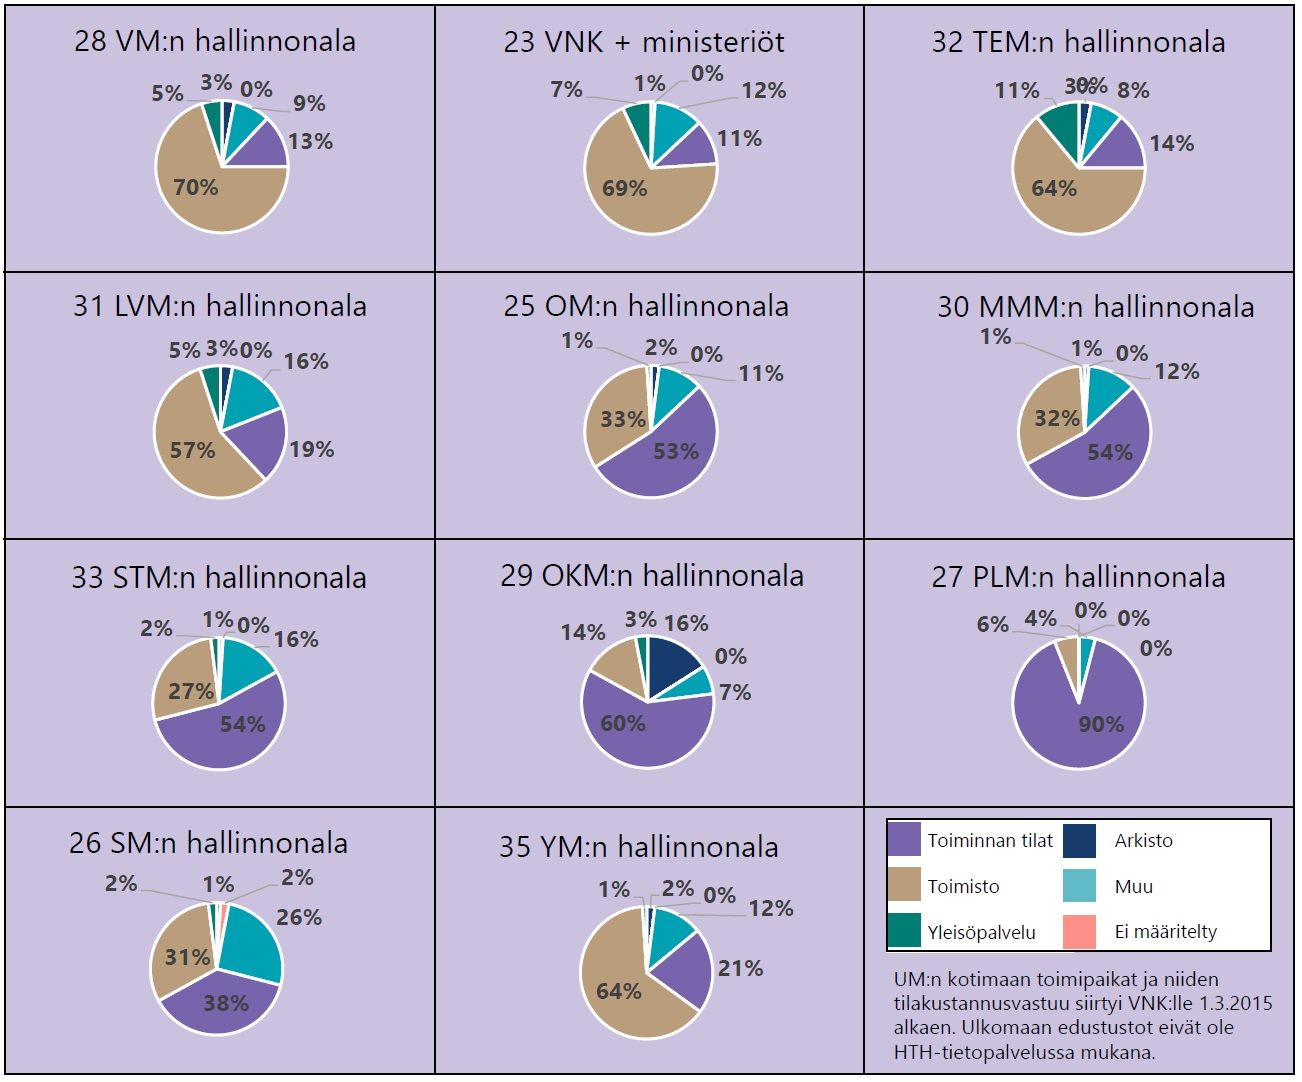 28 VM:n hallinnonala
5% 3% 0% 9%
13%
70%
23 VNK + ministeriöt
7% 1% 0% 12%
11%
69%
32 TEM:n hallinnonala
11% 3% 0% 8%
14%
64%
31 LVM:n hallinnonala
5% 3% 0% 16%
57% 19%
25 OM:n hallinnonala
1% 2% 0% 11%
33%
53%
30 MMM:n hallinnonala
1% 1% 0% 12%
32%
54%
33 STM:n hallinnonala
2% 1% 0% 16%
27%
54%
29 OKM:n hallinnonala
14% 3% 16%
0%
7%
60%
27 PLM:n hallinnonala
6% 4% 0% 0%
0%
90%
26 SM:n hallinnonala
2% 1% 2%
26%
31%
38%
35 YM:n hallinnonala
1% 2% 0% 12%
21%
64%
Toiminnan tilat Arkisto
Toimisto Muu
Yleisöpalvelu Ei määritelty
UM:n kotimaan toimipaikat ja niiden
tilakustannusvastuu siirtyi VNK:lle 1.3.2015
alkaen. Ulkomaan edustustot eivät ole
HTH-tietopalvelussa mukana.